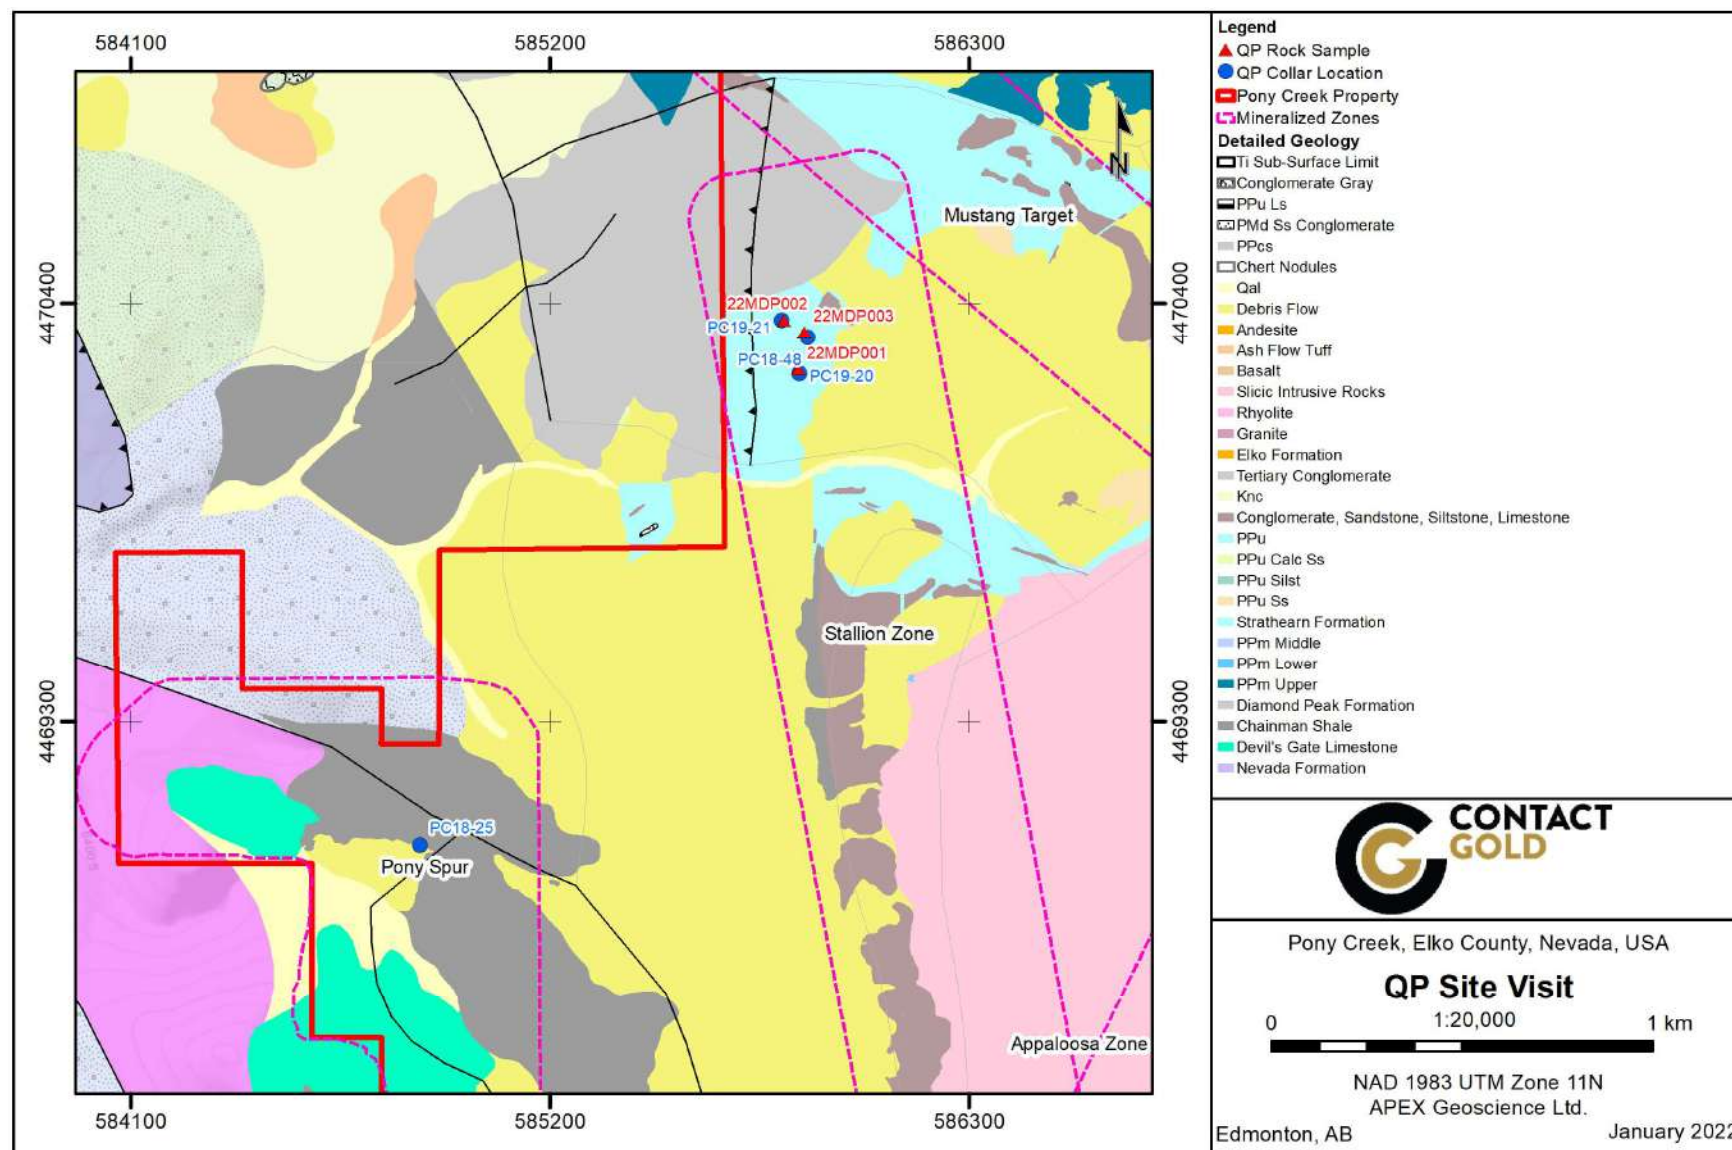 584100 585200 586300
Mustang Target
4470400 4470400
22MDP002
22MDP003
PC19-21
22MDP001
PC18-48
PC19-20
Stallion Zone
4469300 4469300
PC18-25
Pony Spur
Appaloosa Zone
584100 585200 586300
N
Legend
QP Rock Sample
QP Collar Location
Pony Creek Property
Mineralized Zones
Detailed Geology
Ti Sub-Surface Limit
Conglomerate Gray
PPu Ls
PMd Ss Conglomerate
PPcs
Chert Nodules
Qal
Debris Flow
Andesite
Ash Flow Tuff
Basalt
Slicic Intrusive Rocks
Rhyolite
Granite
Elko Formation
Tertiary Conglomerate
Knc
Conglomerate, Sandstone, Siltstone, Limestone
PPu
PPu Calc Ss
PPu Silst
PPu Ss
Strathearn Formation
PPm Middle
PPm Lower
PPm Upper
Diamond Peak Formation
Chainman Shale
Devil's Gate Limestone
Nevada Formation
CONTACT
GOLD
Pony Creek, Elko County, Nevada, USA
QP Site Visit
0 1:20,000 1 km
NAD 1983 UTM Zone 11N
APEX Geoscience Ltd.
Edmonton, AB January 2022